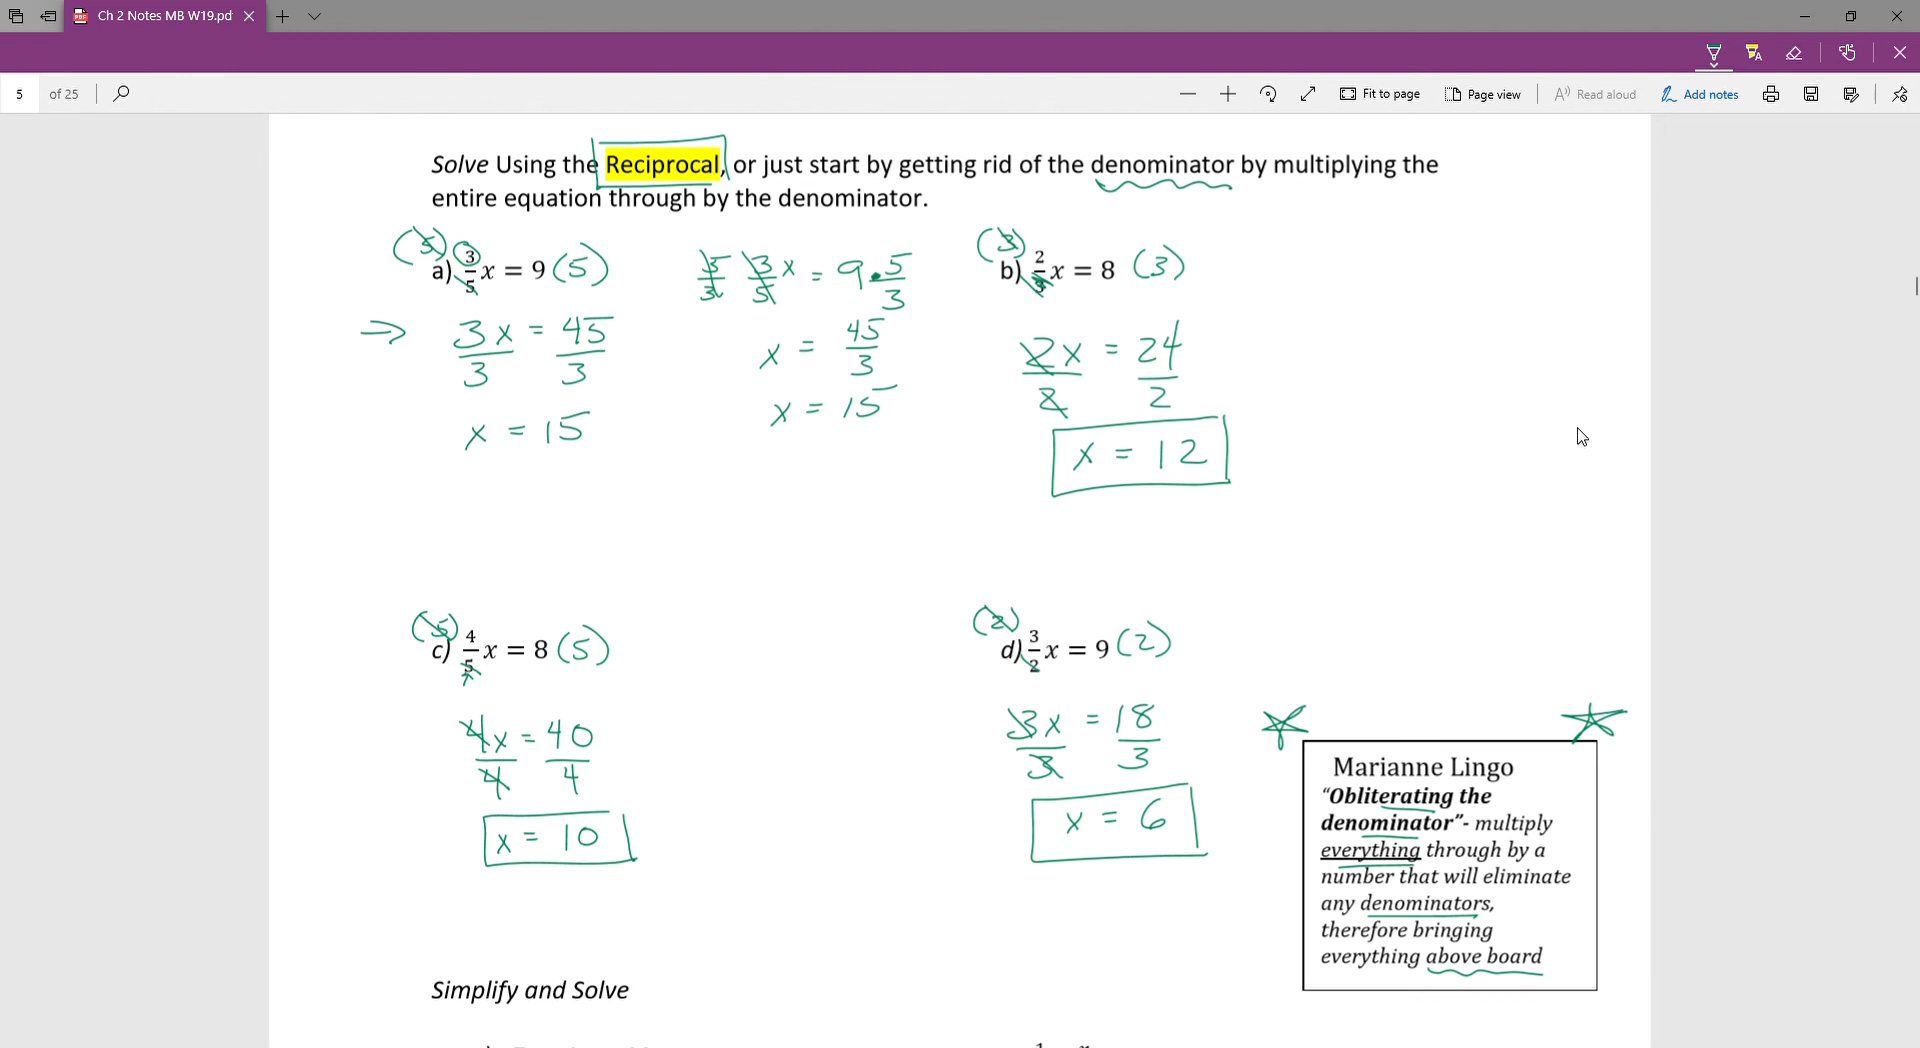 Ch 2 Notes MB W19.pd
5 of 25
Fit to page
Page view
Read aloud
Add notes
Solve Using the Reciprocal, or just start by getting rid of the denominator by multiplying the
entire equation through by the denominator.
(5) a) 3/5 x = 9 (5)
3x/3 = 45/3
x = 15
5/3 3/5 x = 9 · 5/3
x = 45/3
x = 15
(3) b) 2/3 x = 8 (3)
2x/2 = 24/2
x = 12
(5) c) 4/5 x = 8 (5)
4x/4 = 40/4
x = 10
(2) d) 3/2 x = 9 (2)
3x/3 = 18/3
x = 6
Marianne Lingo
“Obliterating the
denominator”- multiply
everything through by a
number that will eliminate
any denominators,
therefore bringing
everything above board
Simplify and Solve